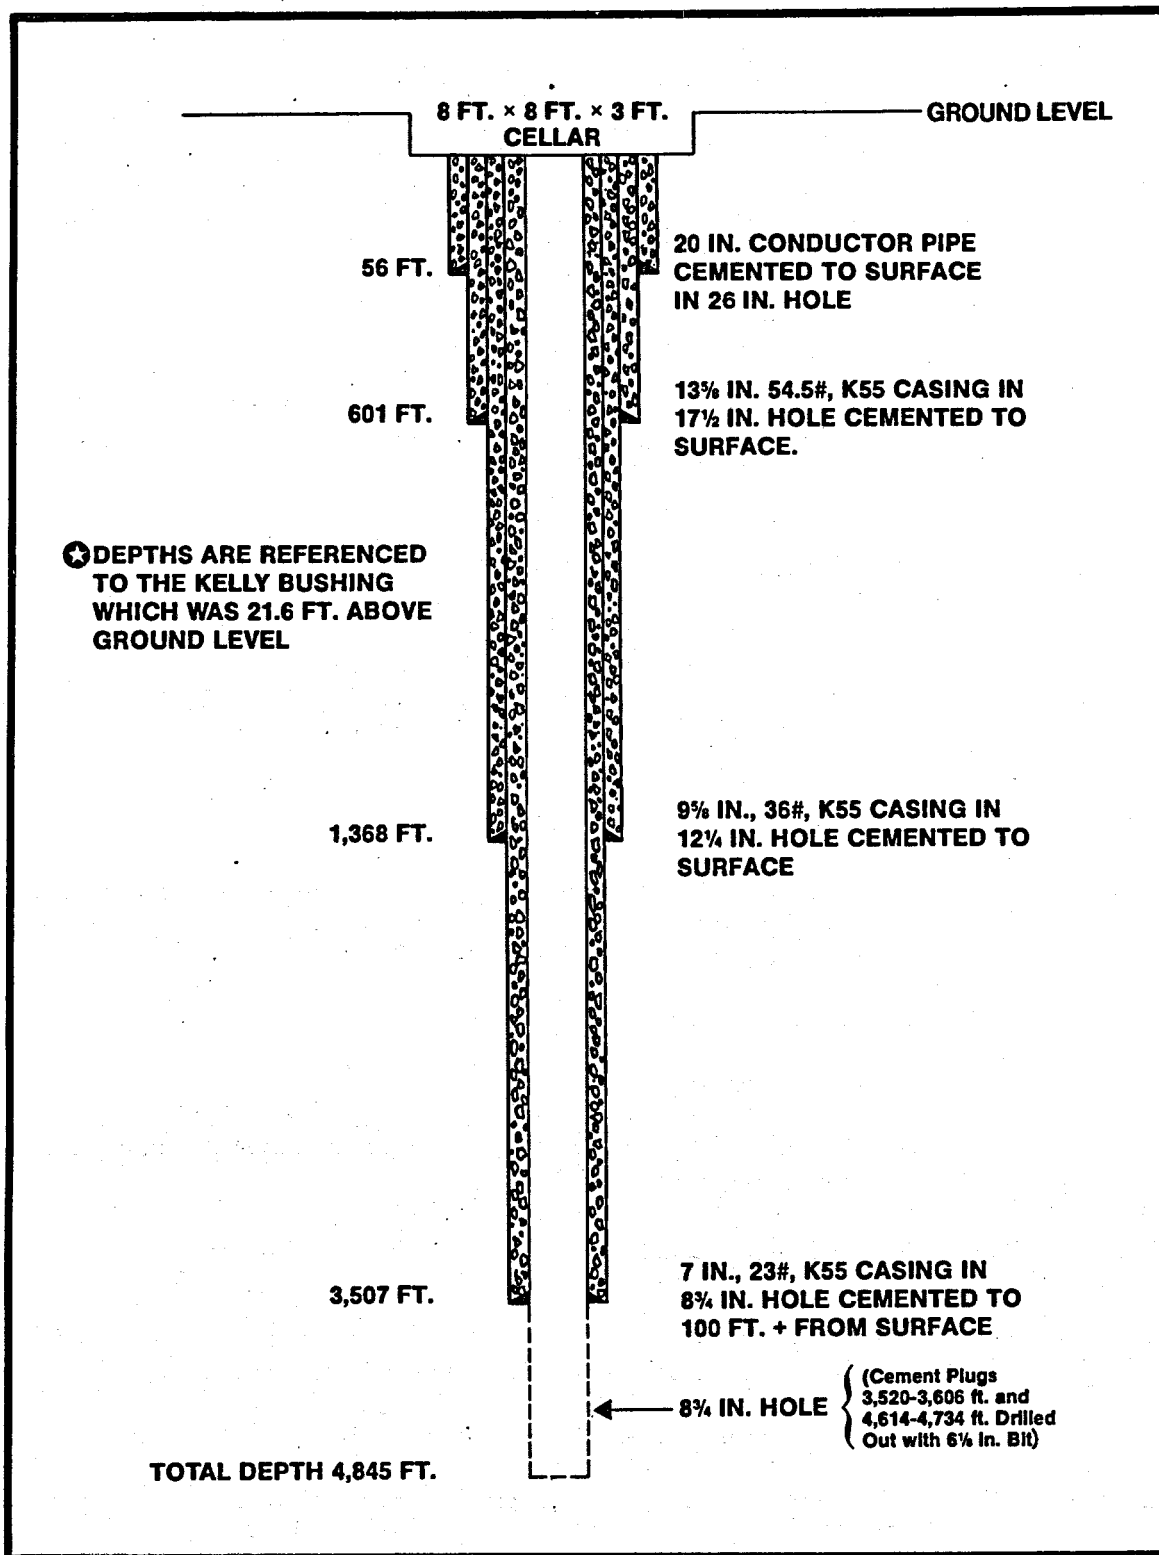 8 FT. × 8 FT. × 3 FT.
CELLAR
GROUND LEVEL
56 FT.
20 IN. CONDUCTOR PIPE
CEMENTED TO SURFACE
IN 26 IN. HOLE
601 FT.
13⅜ IN. 54.5#, K55 CASING IN
17½ IN. HOLE CEMENTED TO
SURFACE.
✪ DEPTHS ARE REFERENCED
TO THE KELLY BUSHING
WHICH WAS 21.6 FT. ABOVE
GROUND LEVEL
1,368 FT.
9⅝ IN., 36#, K55 CASING IN
12¼ IN. HOLE CEMENTED TO
SURFACE
3,507 FT.
7 IN., 23#, K55 CASING IN
8¾ IN. HOLE CEMENTED TO
100 FT. + FROM SURFACE
8¾ IN. HOLE
(Cement Plugs
3,520-3,606 ft. and
4,614-4,734 ft. Drilled
Out with 6⅛ in. Bit)
TOTAL DEPTH 4,845 FT.